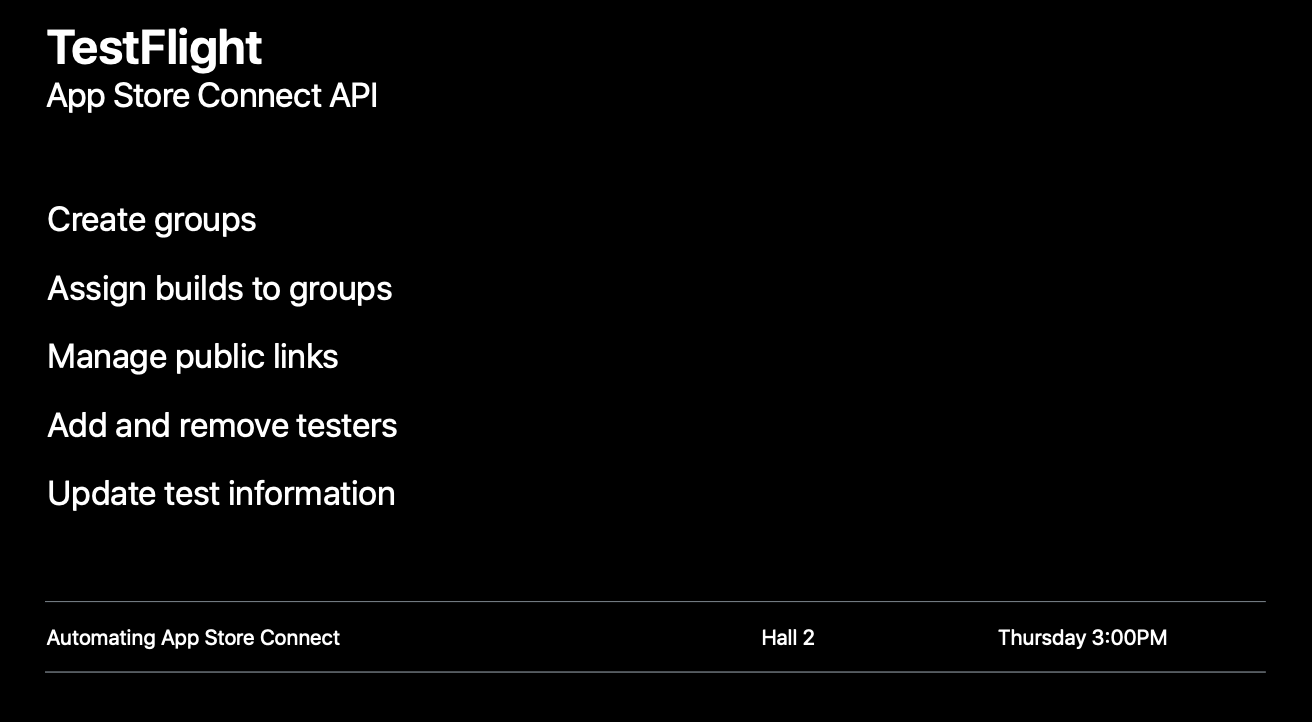 TestFlight
App Store Connect API
Create groups
Assign builds to groups
Manage public links
Add and remove testers
Update test information
Automating App Store Connect Hall 2 Thursday 3:00PM